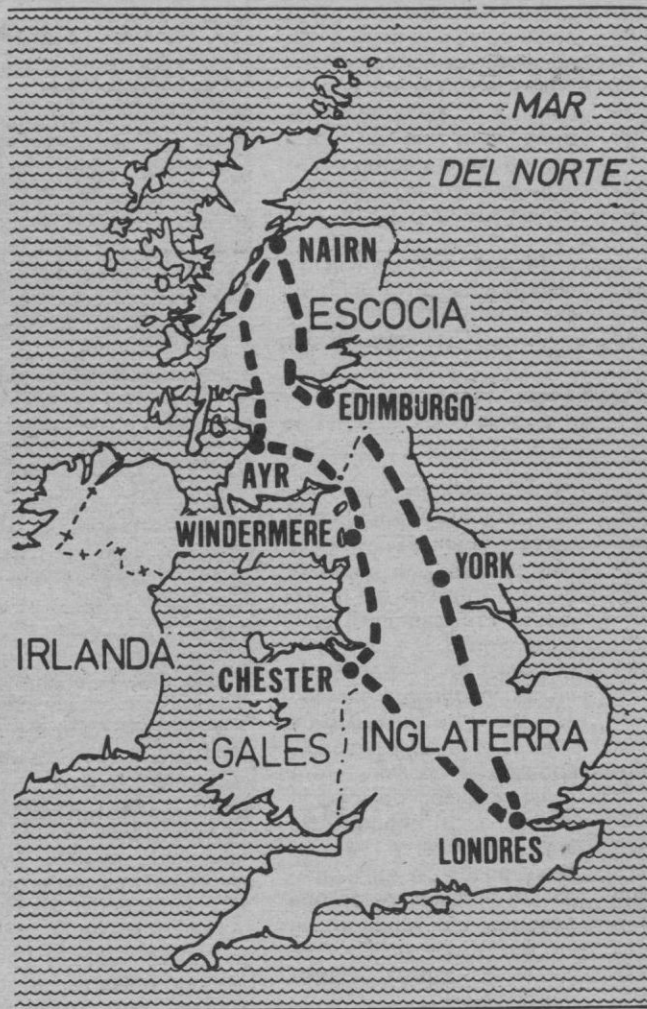 MAR
DEL NORTE
NAIRN
ESCOCIA
EDIMBURGO
AYR
WINDERMERE
YORK
IRLANDA
CHESTER
GALES
INGLATERRA
LONDRES